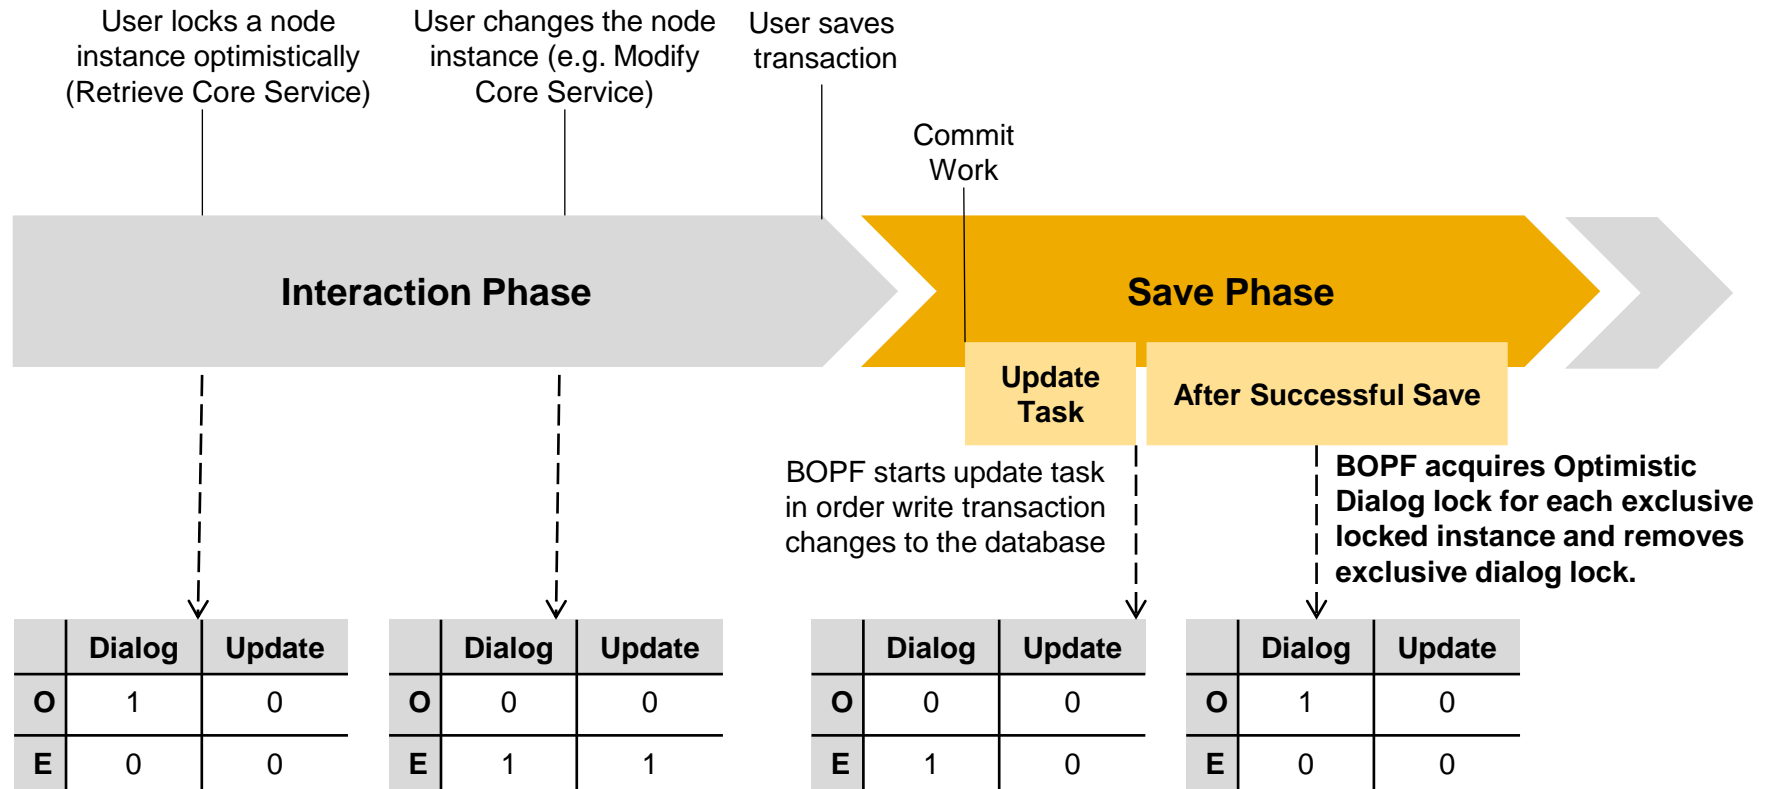 User locks a node
instance optimistically
(Retrieve Core Service)
User changes the node
instance (e.g. Modify
Core Service)
User saves
transaction
Commit
Work
Interaction Phase
Save Phase
Update
Task
After Successful Save
BOPF starts update task
in order write transaction
changes to the database
BOPF acquires Optimistic
Dialog lock for each exclusive
locked instance and removes
exclusive dialog lock.
Dialog Update
O 1 0
E 0 0
Dialog Update
O 0 0
E 1 1
Dialog Update
O 0 0
E 1 0
Dialog Update
O 1 0
E 0 0